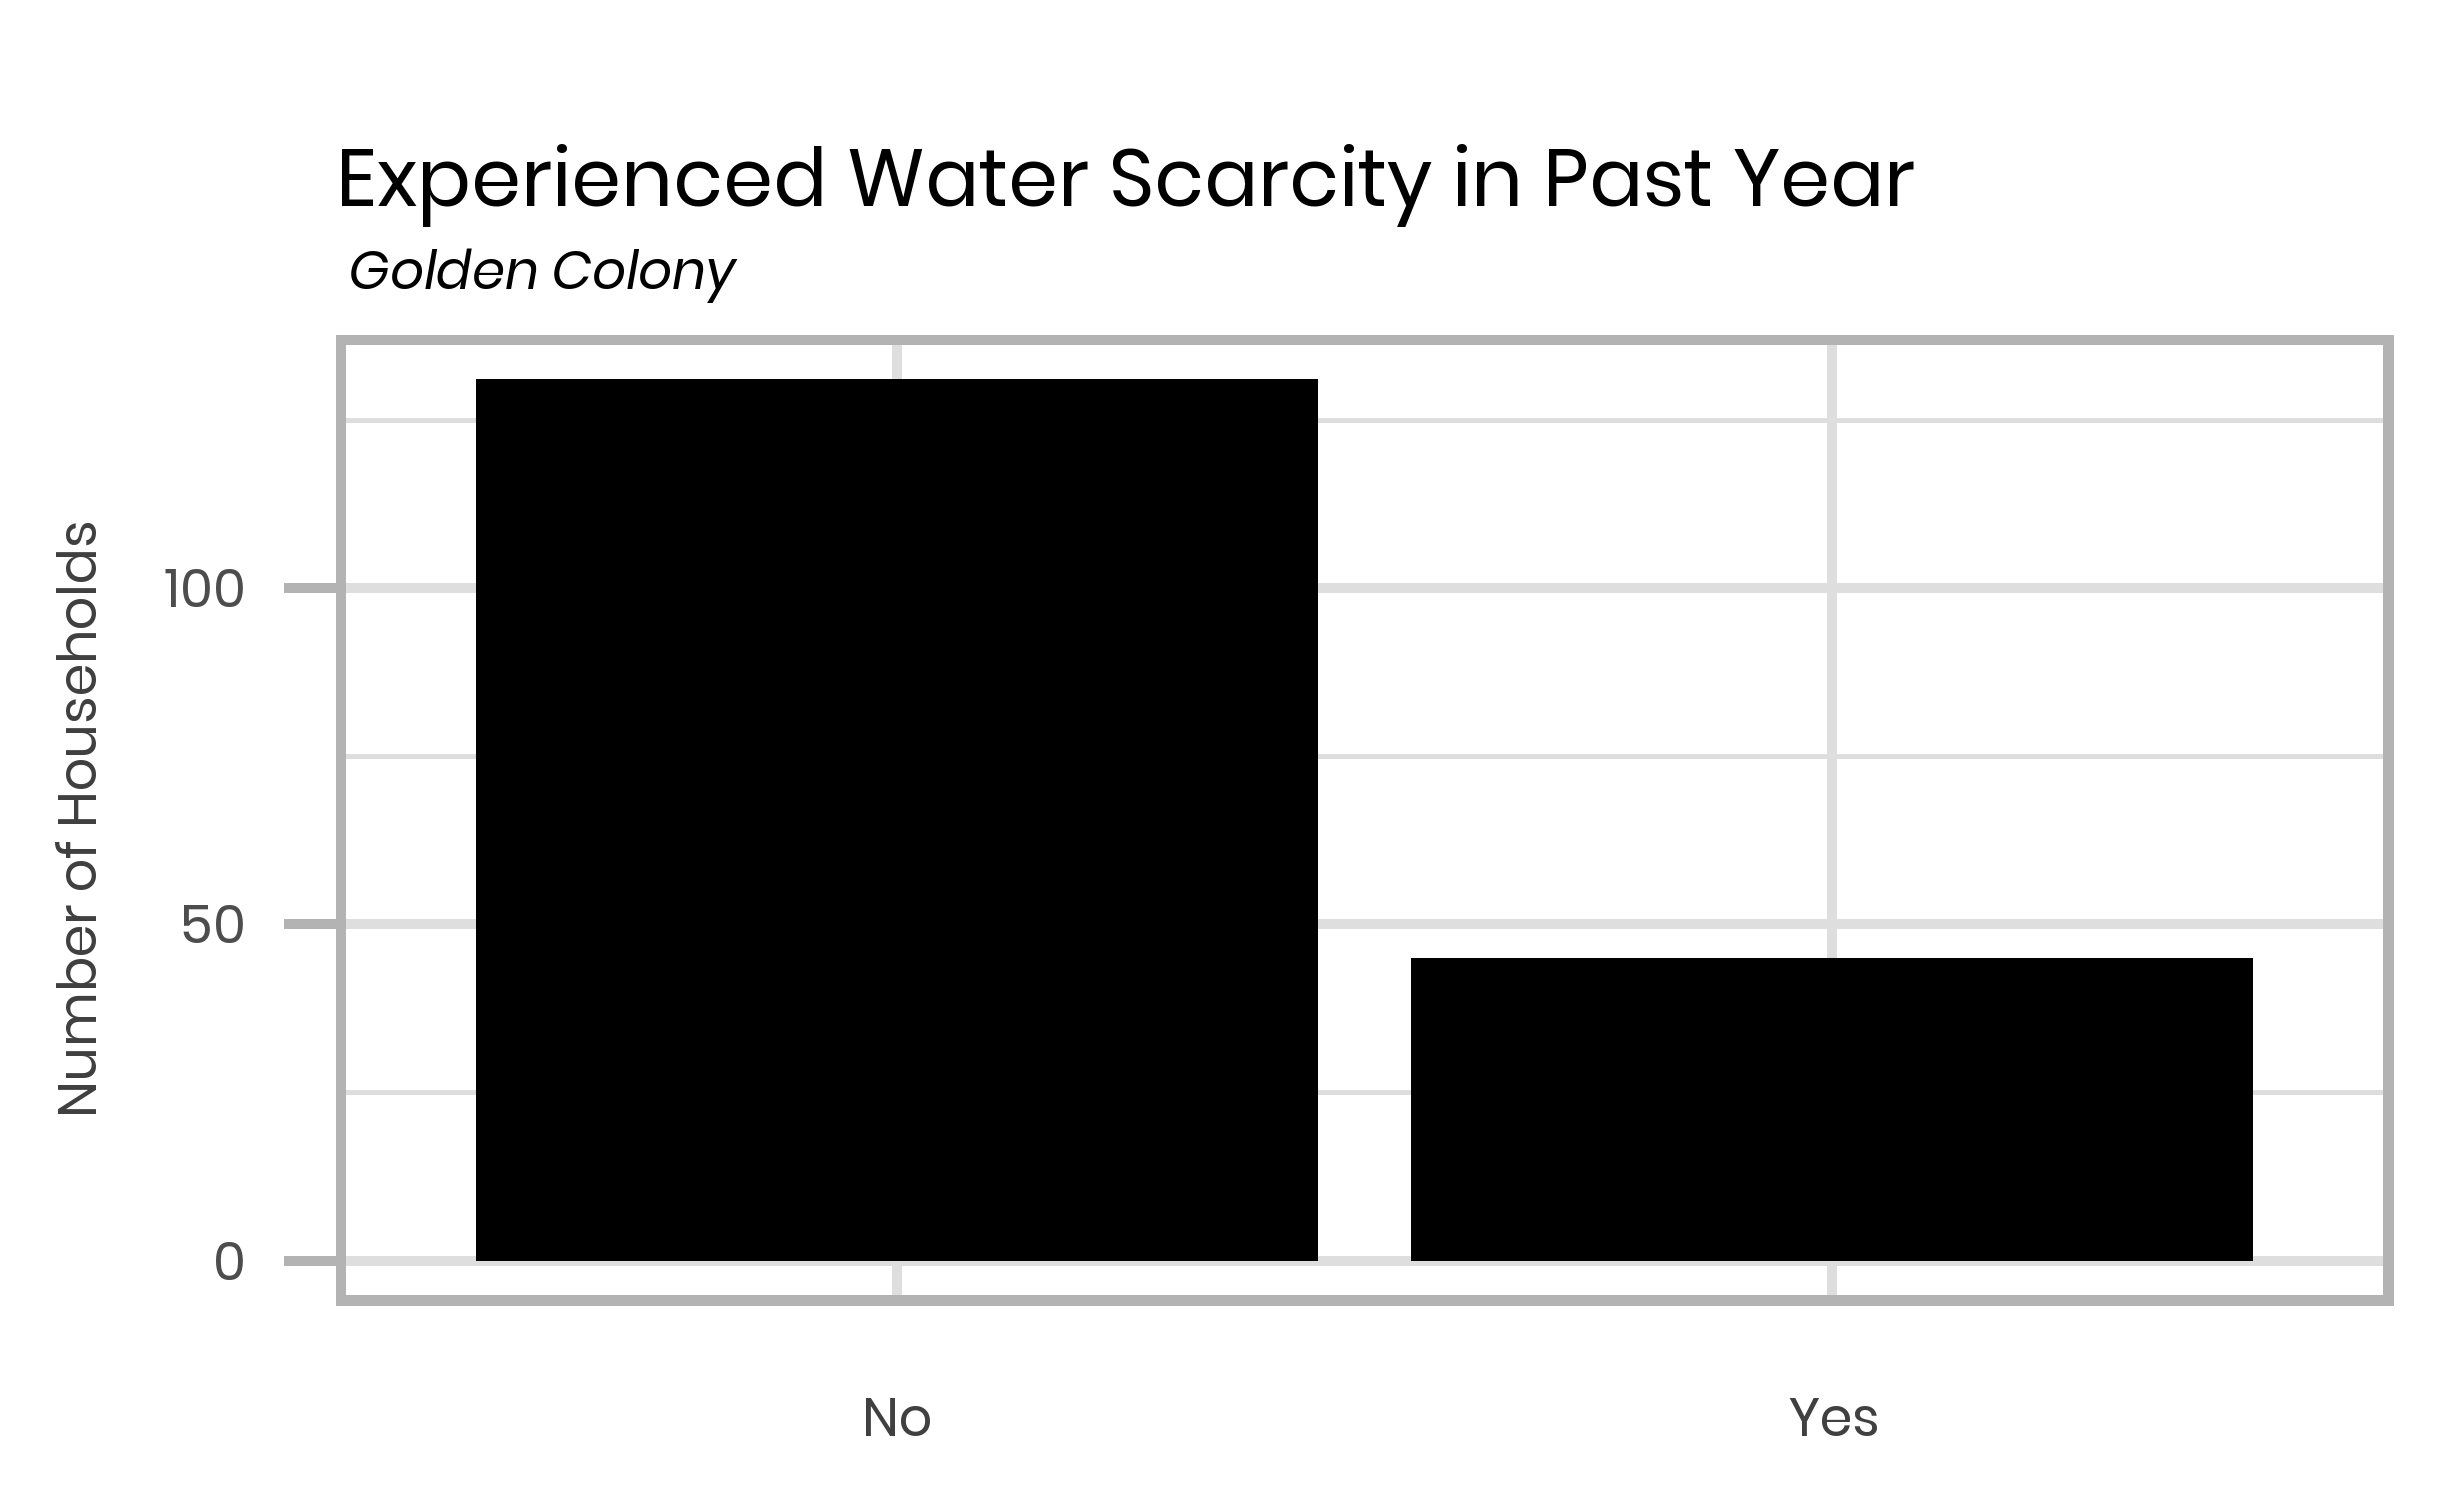 Experienced Water Scarcity in Past Year
Golden Colony
Number of Households
100
50
0
No
Yes